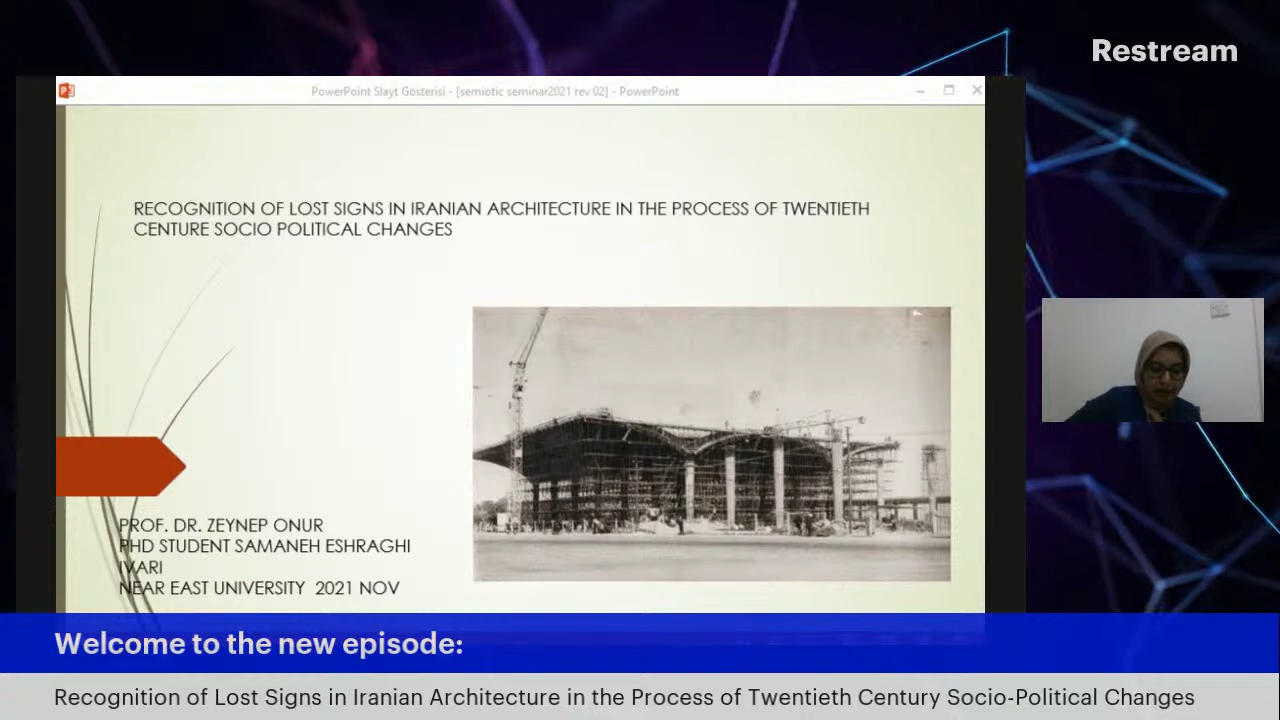 Restream
PowerPoint Slayt Gösterisi - [semiotic seminar2021 rev 02] - PowerPoint
RECOGNITION OF LOST SIGNS IN IRANIAN ARCHITECTURE IN THE PROCESS OF TWENTIETH
CENTURE SOCIO POLITICAL CHANGES
PROF. DR. ZEYNEP ONUR
PHD STUDENT SAMANEH ESHRAGHI
IVARI
NEAR EAST UNIVERSITY 2021 NOV
Welcome to the new episode:
Recognition of Lost Signs in Iranian Architecture in the Process of Twentieth Century Socio-Political Changes